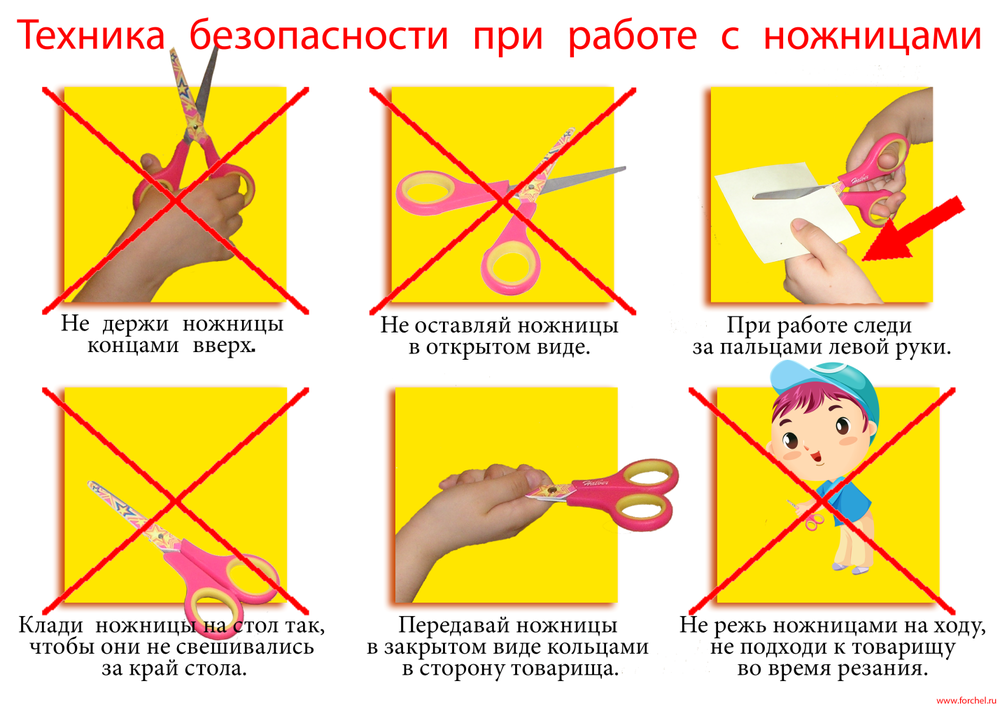 Техника безопасности при работе с ножницами
Не держи ножницы
концами вверх.
Не оставляй ножницы
в открытом виде.
При работе следи
за пальцами левой руки.
Клади ножницы на стол так,
чтобы они не свешивались
за край стола.
Передавай ножницы
в закрытом виде кольцами
в сторону товарища.
Не режь ножницами на ходу,
не подходи к товарищу
во время резания.
www.forchel.ru